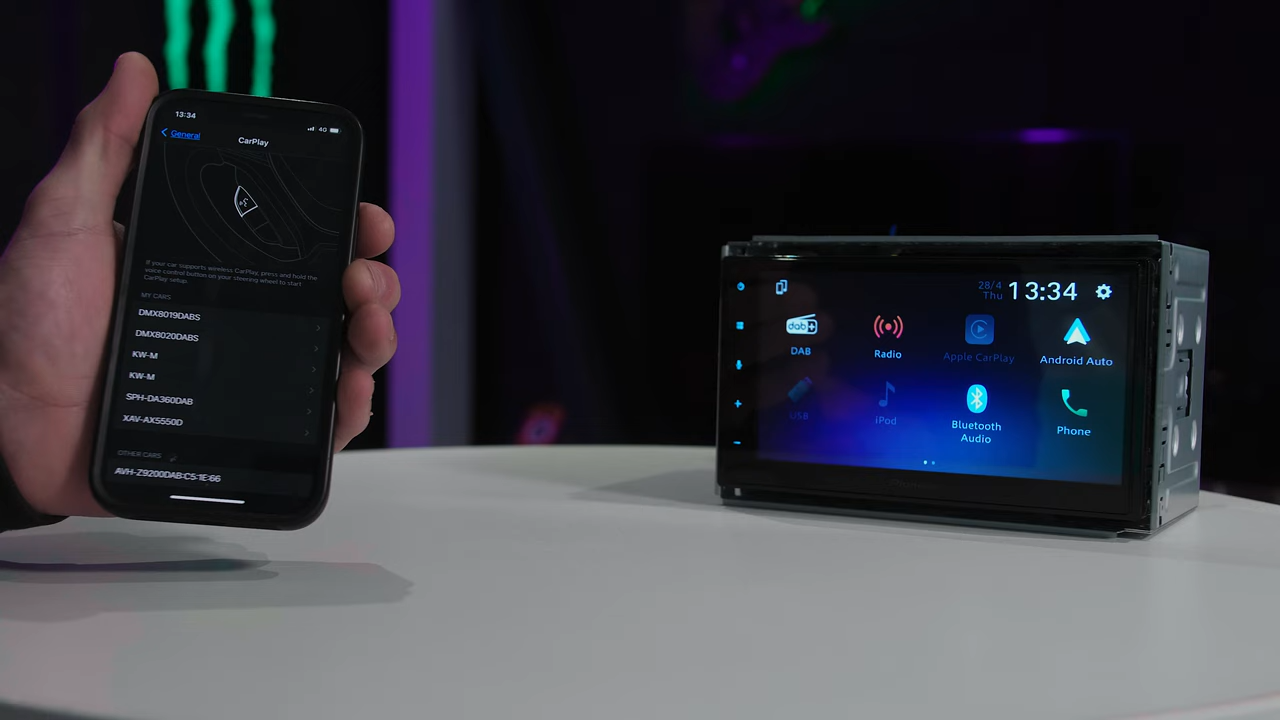 13:34
4G
General
CarPlay
If your car supports wireless CarPlay, press and hold the
voice control button on your steering wheel to start
CarPlay setup.
MY CARS
DMX8019DABS
DMX8020DABS
KW-M
KW-M
SPH-DA360DAB
XAV-AX5550D
OTHER CARS
AVH-Z9200DAB:C5:1E:66
28/4
Thu
13:34
dab+
DAB
Radio
Apple CarPlay
Android Auto
USB
iPod
Bluetooth
Audio
Phone
Pioneer